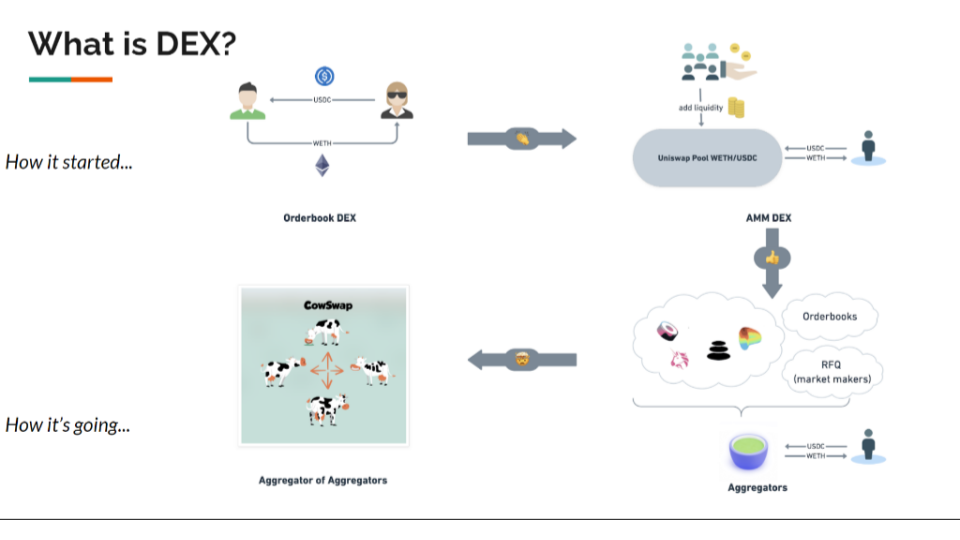 What is DEX?
USDC
add liquidity
How it started...
WETH
Uniswap Pool WETH/USDC
USDC
WETH
Orderbook DEX
AMM DEX
CowSwap
Orderbooks
RFQ
(market makers)
How it's going...
USDC
WETH
Aggregator of Aggregators
Aggregators